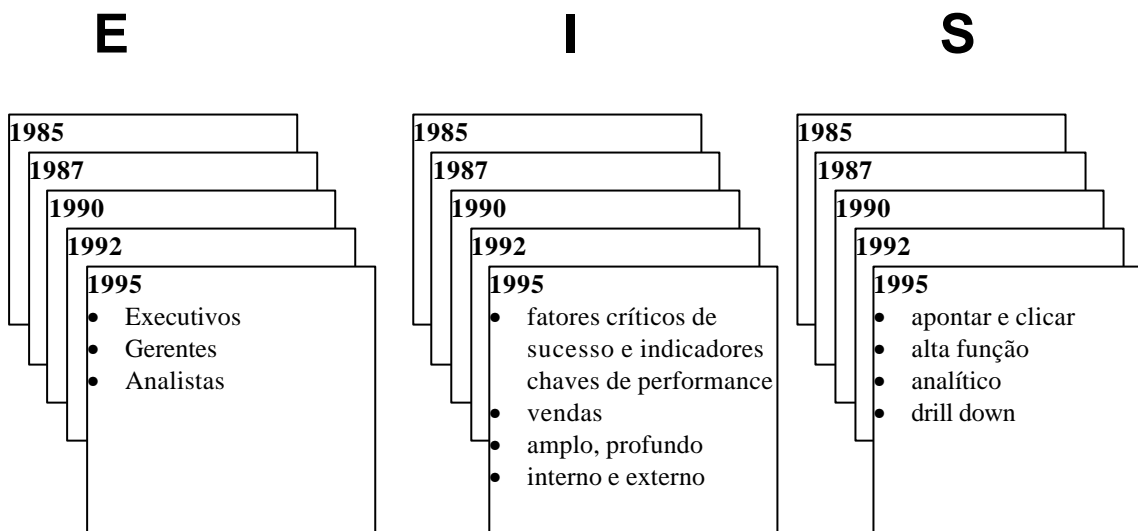 E I S
1985
1987
1990
1992
1995
• Executivos
• Gerentes
• Analistas
1985
1987
1990
1992
1995
• fatores críticos de
sucesso e indicadores
chaves de performance
• vendas
• amplo, profundo
• interno e externo
1985
1987
1990
1992
1995
• apontar e clicar
• alta função
• analítico
• drill down